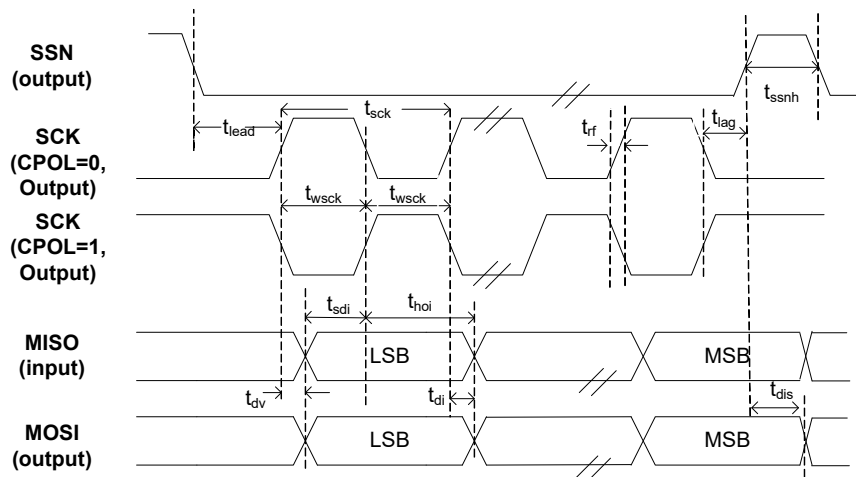 SSN
(output)
t_ssnh
t_sck
t_lead
t_rf
t_lag
SCK
(CPOL=0,
Output)
t_wsck
t_wsck
SCK
(CPOL=1,
Output)
t_sdi
t_hoi
MISO
(input)
LSB
MSB
t_dv
t_di
t_dis
MOSI
(output)
LSB
MSB